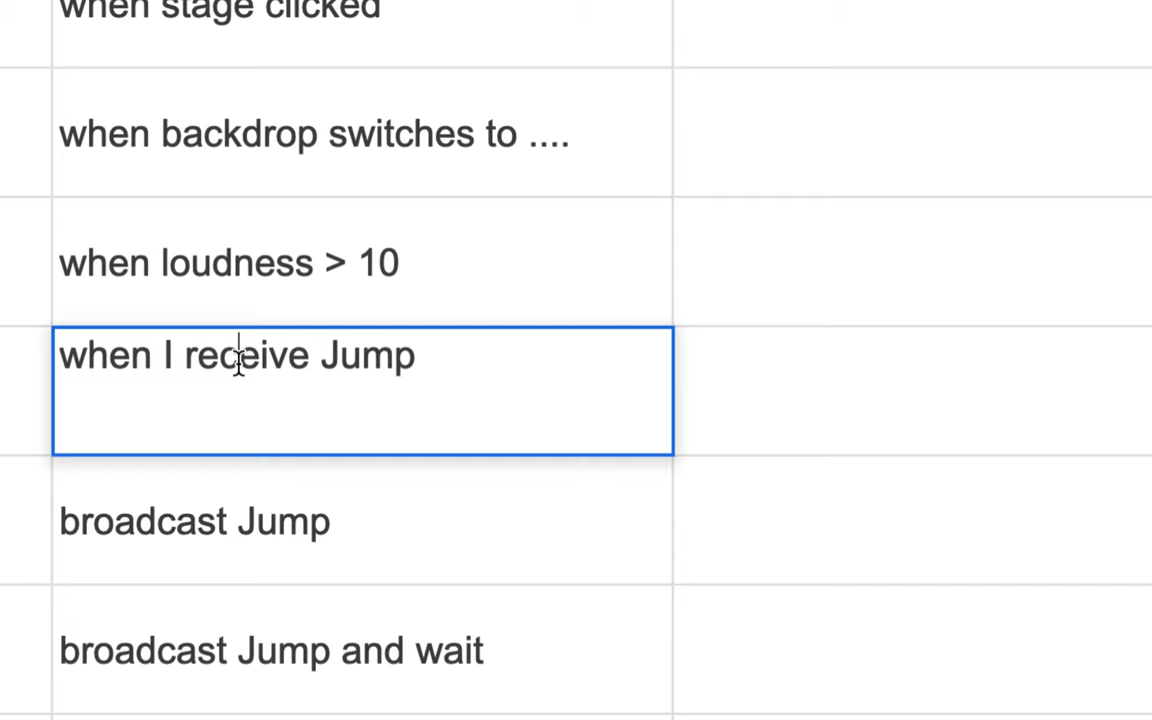 when stage clicked
when backdrop switches to ....
when loudness > 10
when I receive Jump
broadcast Jump
broadcast Jump and wait